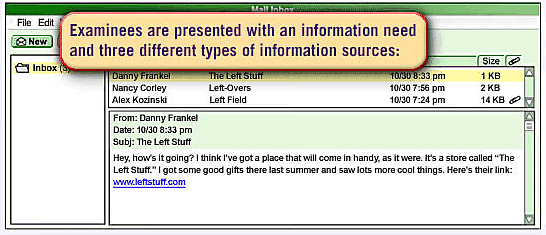 Mail Inbox
File Edit
Examinees are presented with an information need
and three different types of information sources:
New
Inbox
Size
Danny Frankel The Left Stuff 10/30 8:33 pm 1 KB
Nancy Corley Left-Overs 10/30 7:56 pm 2 KB
Alex Kozinski Left Field 10/30 7:24 pm 14 KB
From: Danny Frankel
Date: 10/30 8:33 pm
Subj: The Left Stuff
Hey, how's it going? I think I've got a place that will come in handy, as it were. It's a store called "The
Left Stuff." I got some good gifts there last summer and saw lots more cool things. Here's their link:
www.leftstuff.com